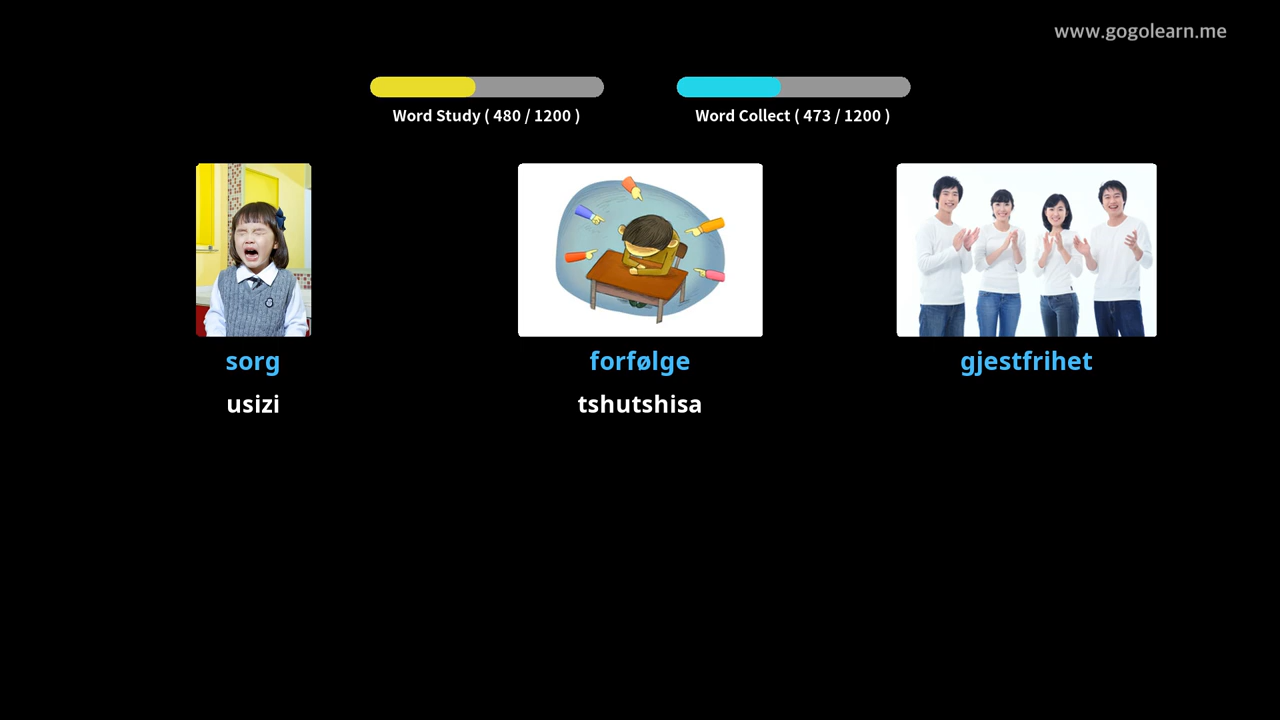 www.gogolearn.me
Word Study ( 480 / 1200 )
Word Collect ( 473 / 1200 )
sorg
forfølge
gjestfrihet
usizi
tshutshisa